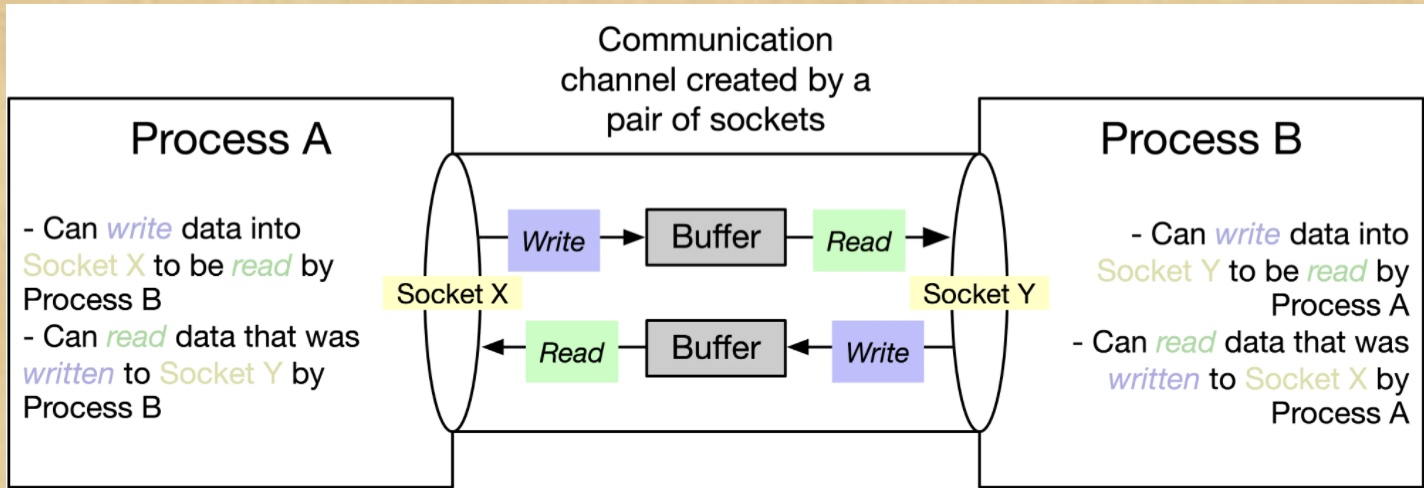 Communication
channel created by a
pair of sockets
Process A
- Can write data into
Socket X to be read by
Process B
- Can read data that was
written to Socket Y by
Process B
Socket X
Write
Buffer
Read
Read
Buffer
Write
Socket Y
Process B
- Can write data into
Socket Y to be read by
Process A
- Can read data that was
written to Socket X by
Process A